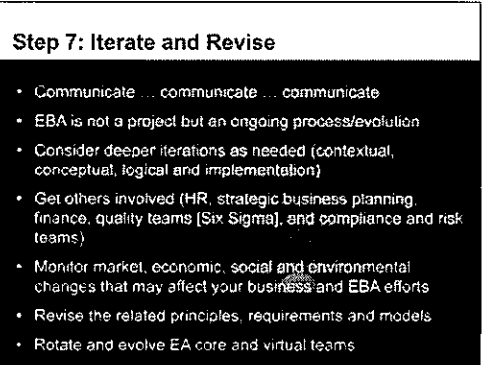 Step 7: Iterate and Revise
• Communicate ... communicate ... communicate
• EBA is not a project but an ongoing process/evolution
• Consider deeper iterations as needed (contextual,
conceptual, logical and implementation)
• Get others involved (HR, strategic business planning,
finance, quality teams [Six Sigma], and compliance and risk
teams)
• Monitor market, economic, social and environmental
changes that may affect your business and EBA efforts
• Revise the related principles, requirements and models
• Rotate and evolve EA core and virtual teams